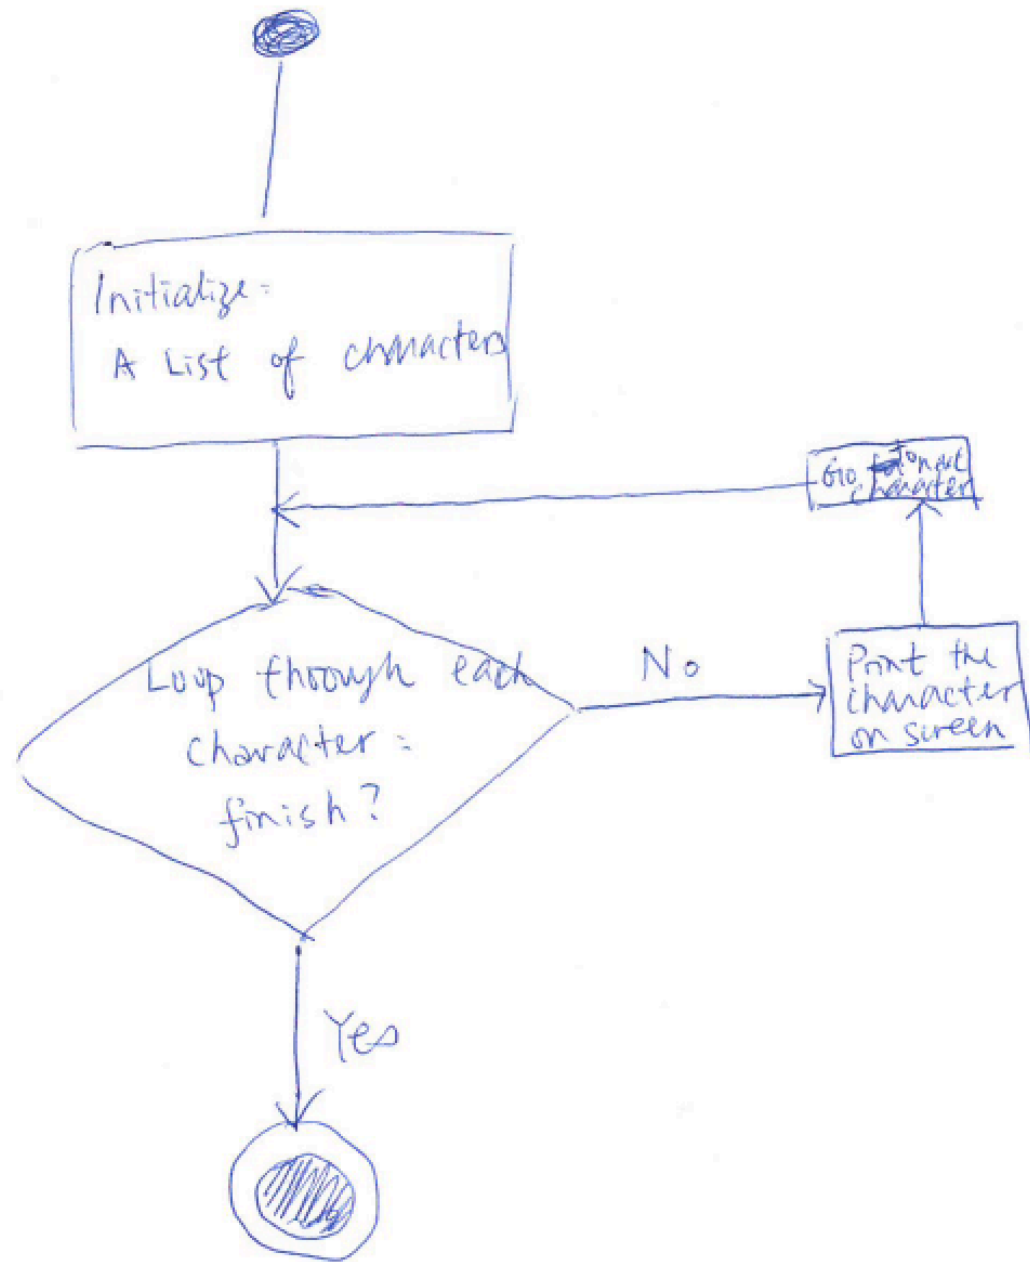 Initialize:
A List of characters
Go to next
character
Loop through each
character:
finish?
No
Print the
character
on screen
Yes